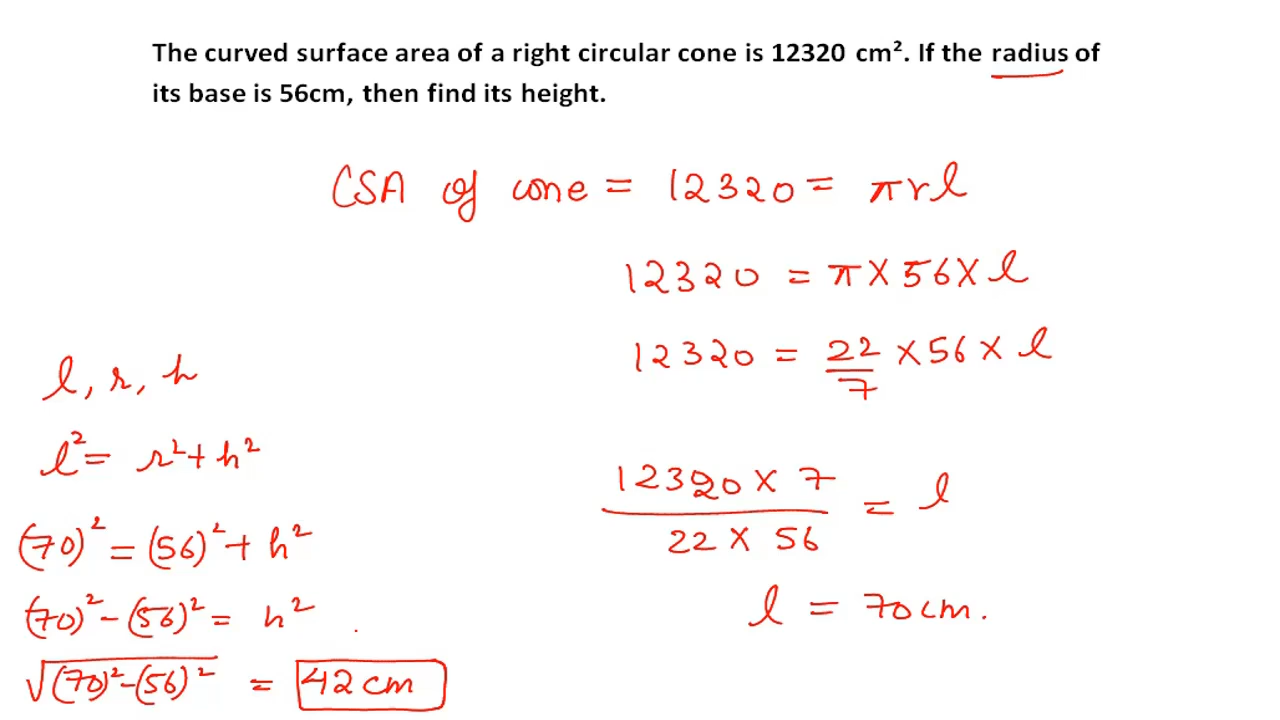 The curved surface area of a right circular cone is 12320 cm². If the radius of
its base is 56cm, then find its height.
CSA of cone = 12320 = πrl
12320 = π × 56 × l
12320 = 22/7 × 56 × l
12320 × 7 / 22 × 56 = l
l = 70 cm.
l, r, h
l² = r² + h²
(70)² = (56)² + h²
(70)² - (56)² = h²
√(70)² - (56)² = 42 cm